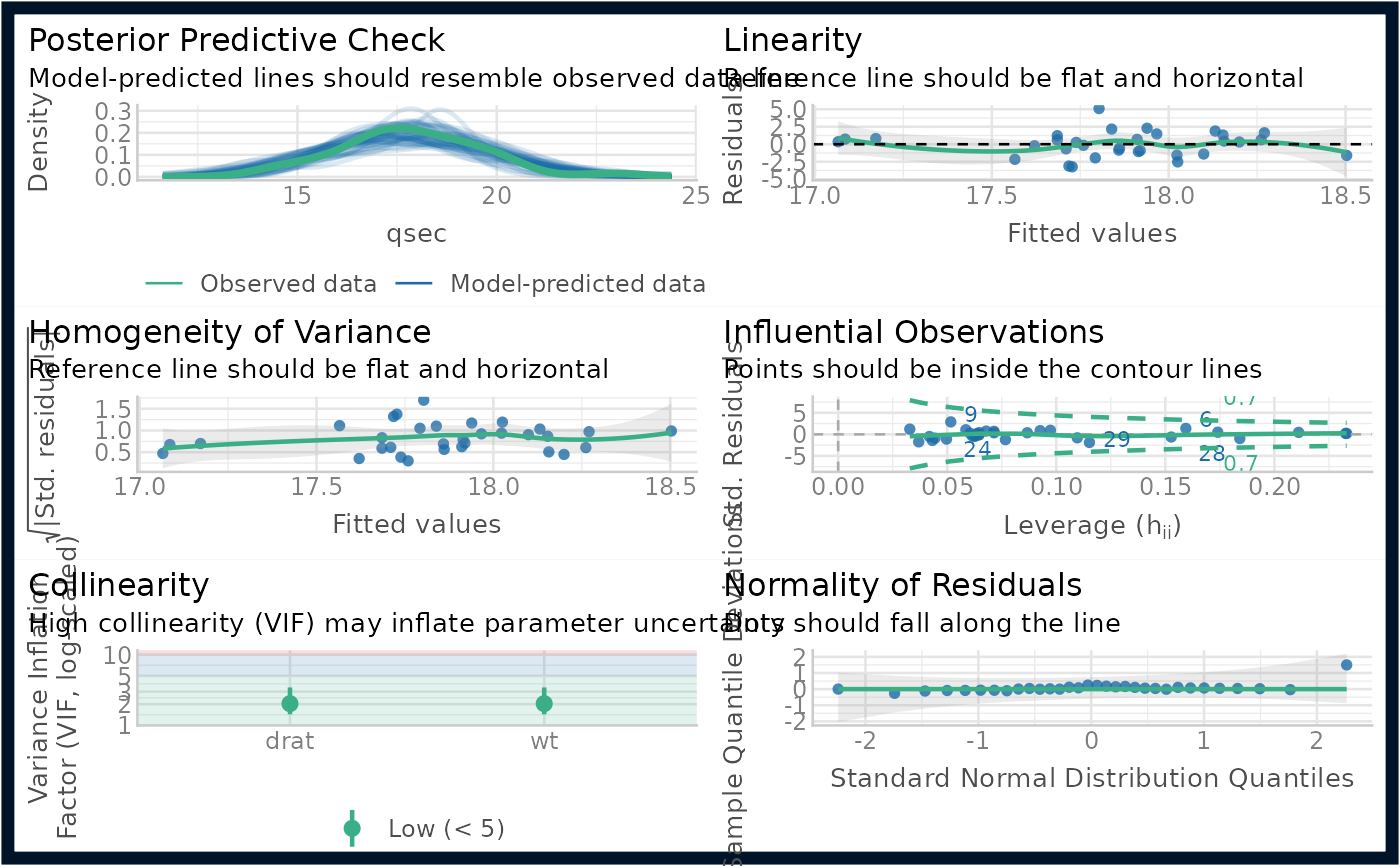 Posterior Predictive Check
Model-predicted lines should resemble observed data line
Density
0.3
0.2
0.1
0.0
15
20
25
qsec
Observed data
Model-predicted data
Linearity
Reference line should be flat and horizontal
Residuals
5.0
2.5
0.0
-2.5
-5.0
17.0
17.5
18.0
18.5
Fitted values
Homogeneity of Variance
Reference line should be flat and horizontal
√|Std. residuals|
1.5
1.0
0.5
17.0
17.5
18.0
18.5
Fitted values
Influential Observations
Points should be inside the contour lines
Std. Residuals
5
0
-5
0.7
9
6
24
29
28
0.7
0.00
0.05
0.10
0.15
0.20
Leverage (hii)
Collinearity
High collinearity (VIF) may inflate parameter uncertainty
Variance Inflation
Factor (VIF, log-scaled)
10
5
3
2
1
drat
wt
Low (< 5)
Normality of Residuals
Dots should fall along the line
Sample Quantile Deviations
2
1
0
-1
-2
-2
-1
0
1
2
Standard Normal Distribution Quantiles